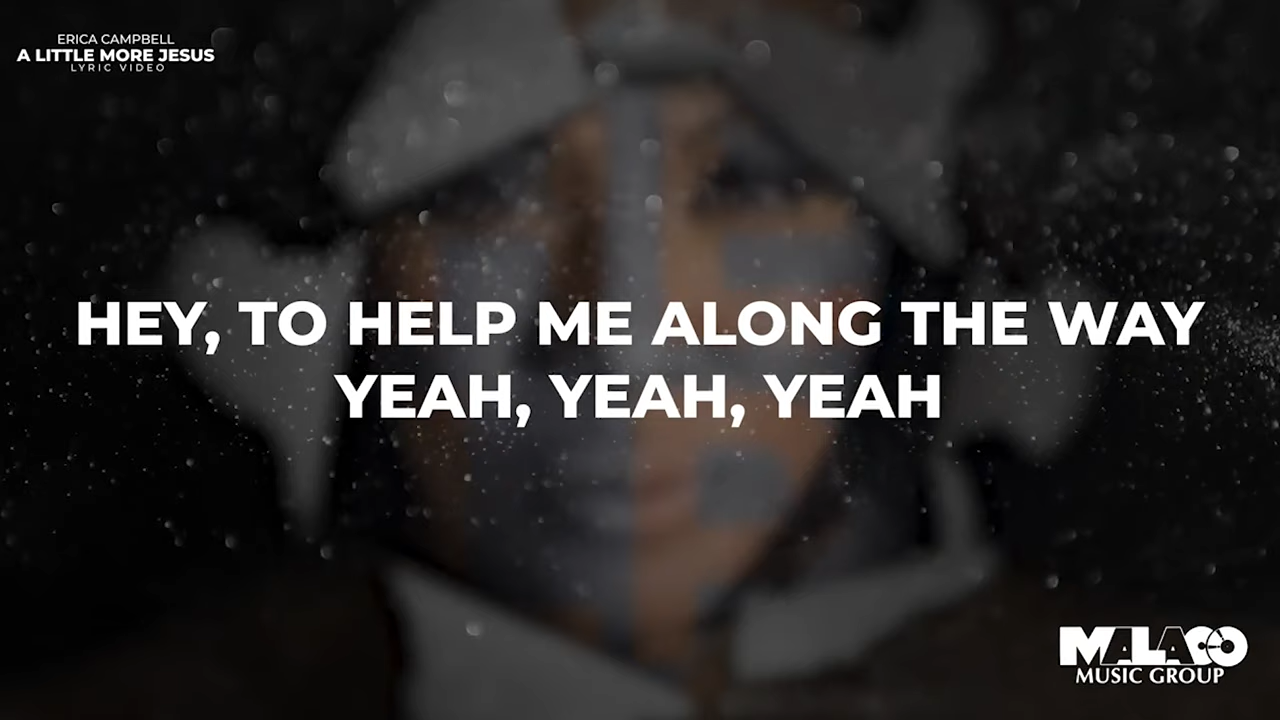 ERICA CAMPBELL
A LITTLE MORE JESUS
LYRIC VIDEO
HEY, TO HELP ME ALONG THE WAY
YEAH, YEAH, YEAH
MALACO
MUSIC GROUP